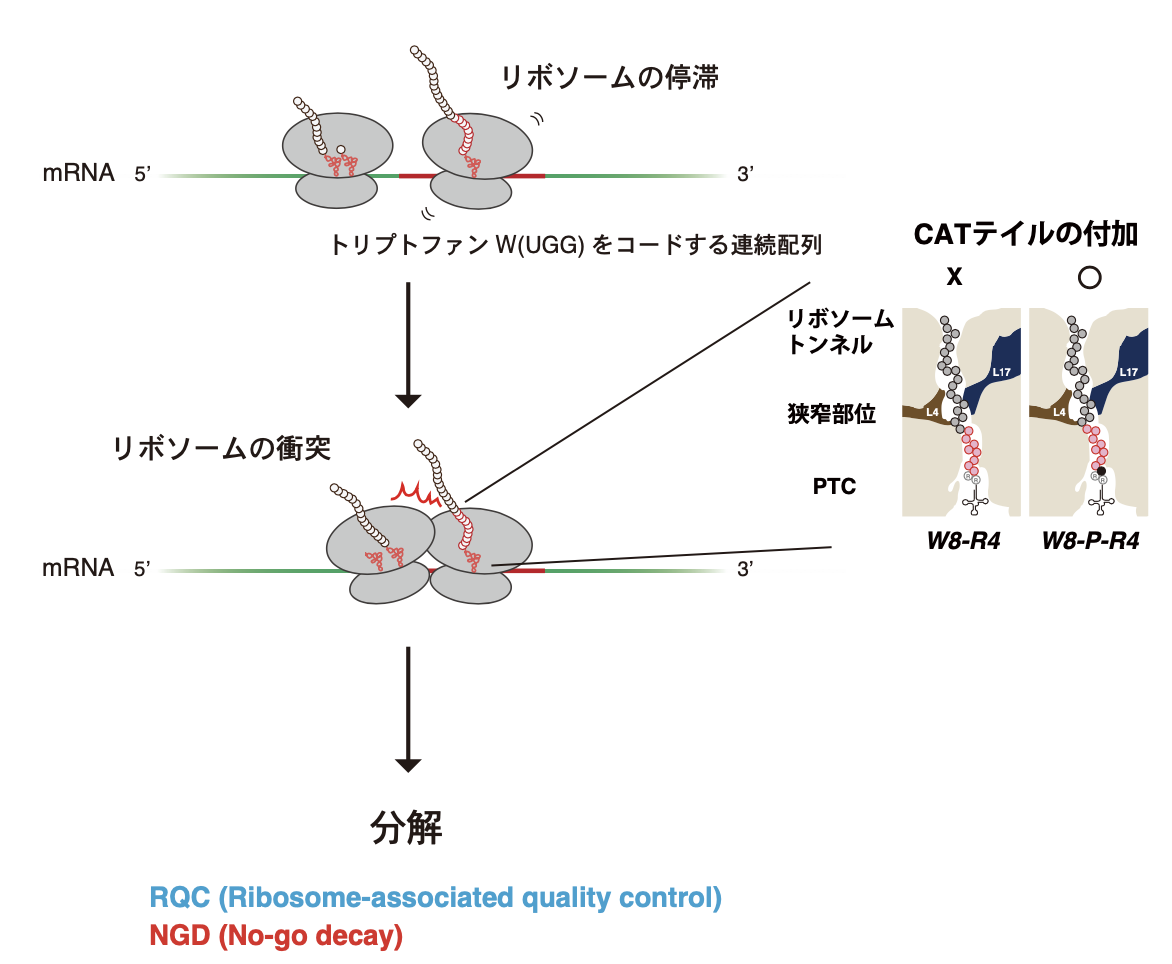 リボソームの停滞
mRNA 5’ 3’
トリプトファン W(UGG) をコードする連続配列
CATテイルの付加
X ○
リボソーム
トンネル
L17 L17
狭窄部位
L4 L4
PTC
R R R R
W8-R4 W8-P-R4
リボソームの衝突
mRNA 5’ 3’
分解
RQC (Ribosome-associated quality control)
NGD (No-go decay)